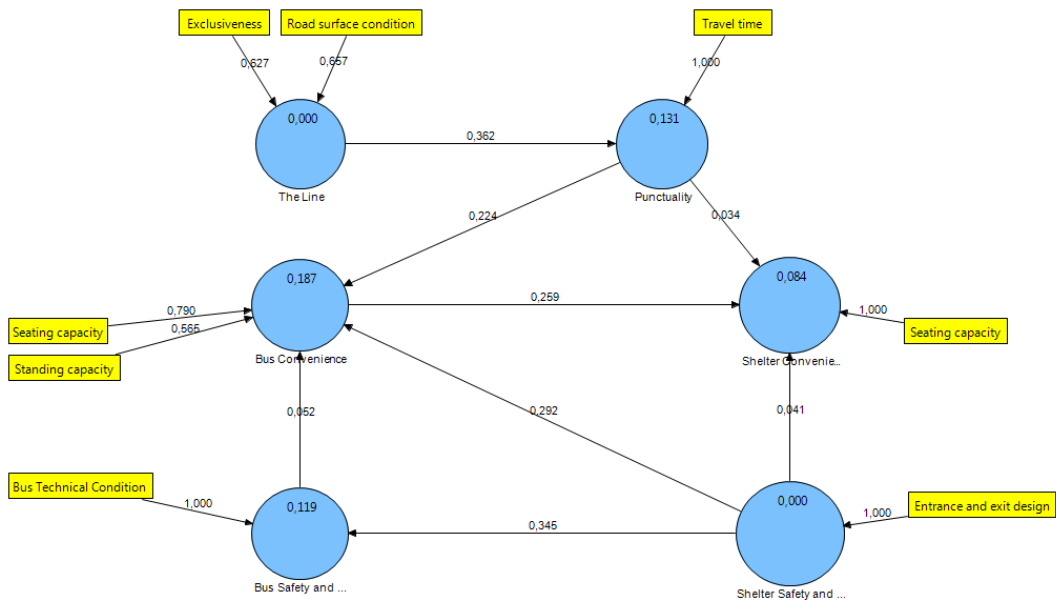 Exclusiveness
Road surface condition
Travel time
0,627
0,657
1,000
0,000
0,362
0,131
The Line
Punctuality
0,224
0,034
0,187
0,084
0,790
0,259
1,000
Seating capacity
0,565
Seating capacity
Standing capacity
Bus Convenience
Shelter Convenie...
0,052
0,292
0,041
Bus Technical Condition
1,000
0,119
0,000
Entrance and exit design
0,345
1,000
Bus Safety and ...
Shelter Safety and ...